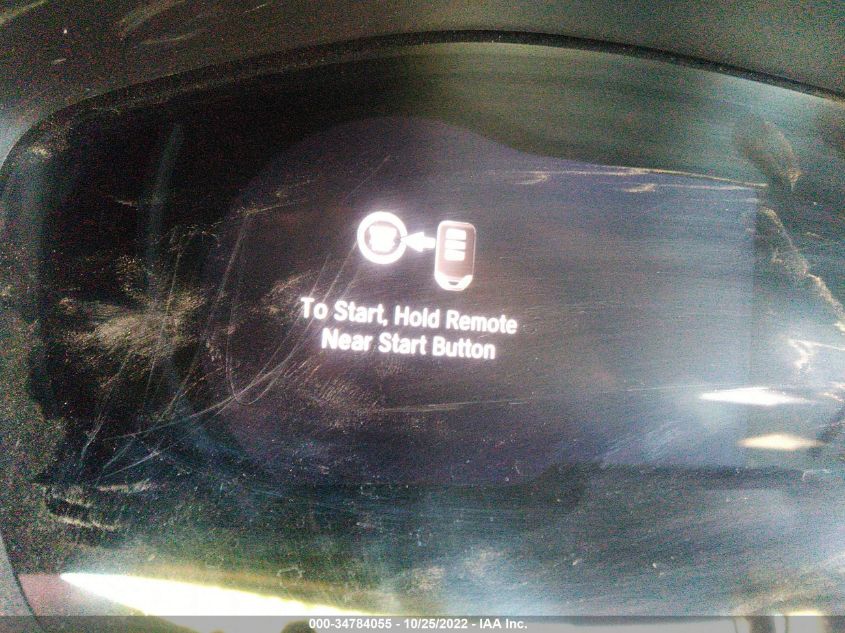 To Start, Hold Remote
Near Start Button
000-34784055 - 10/25/2022 - IAA Inc.